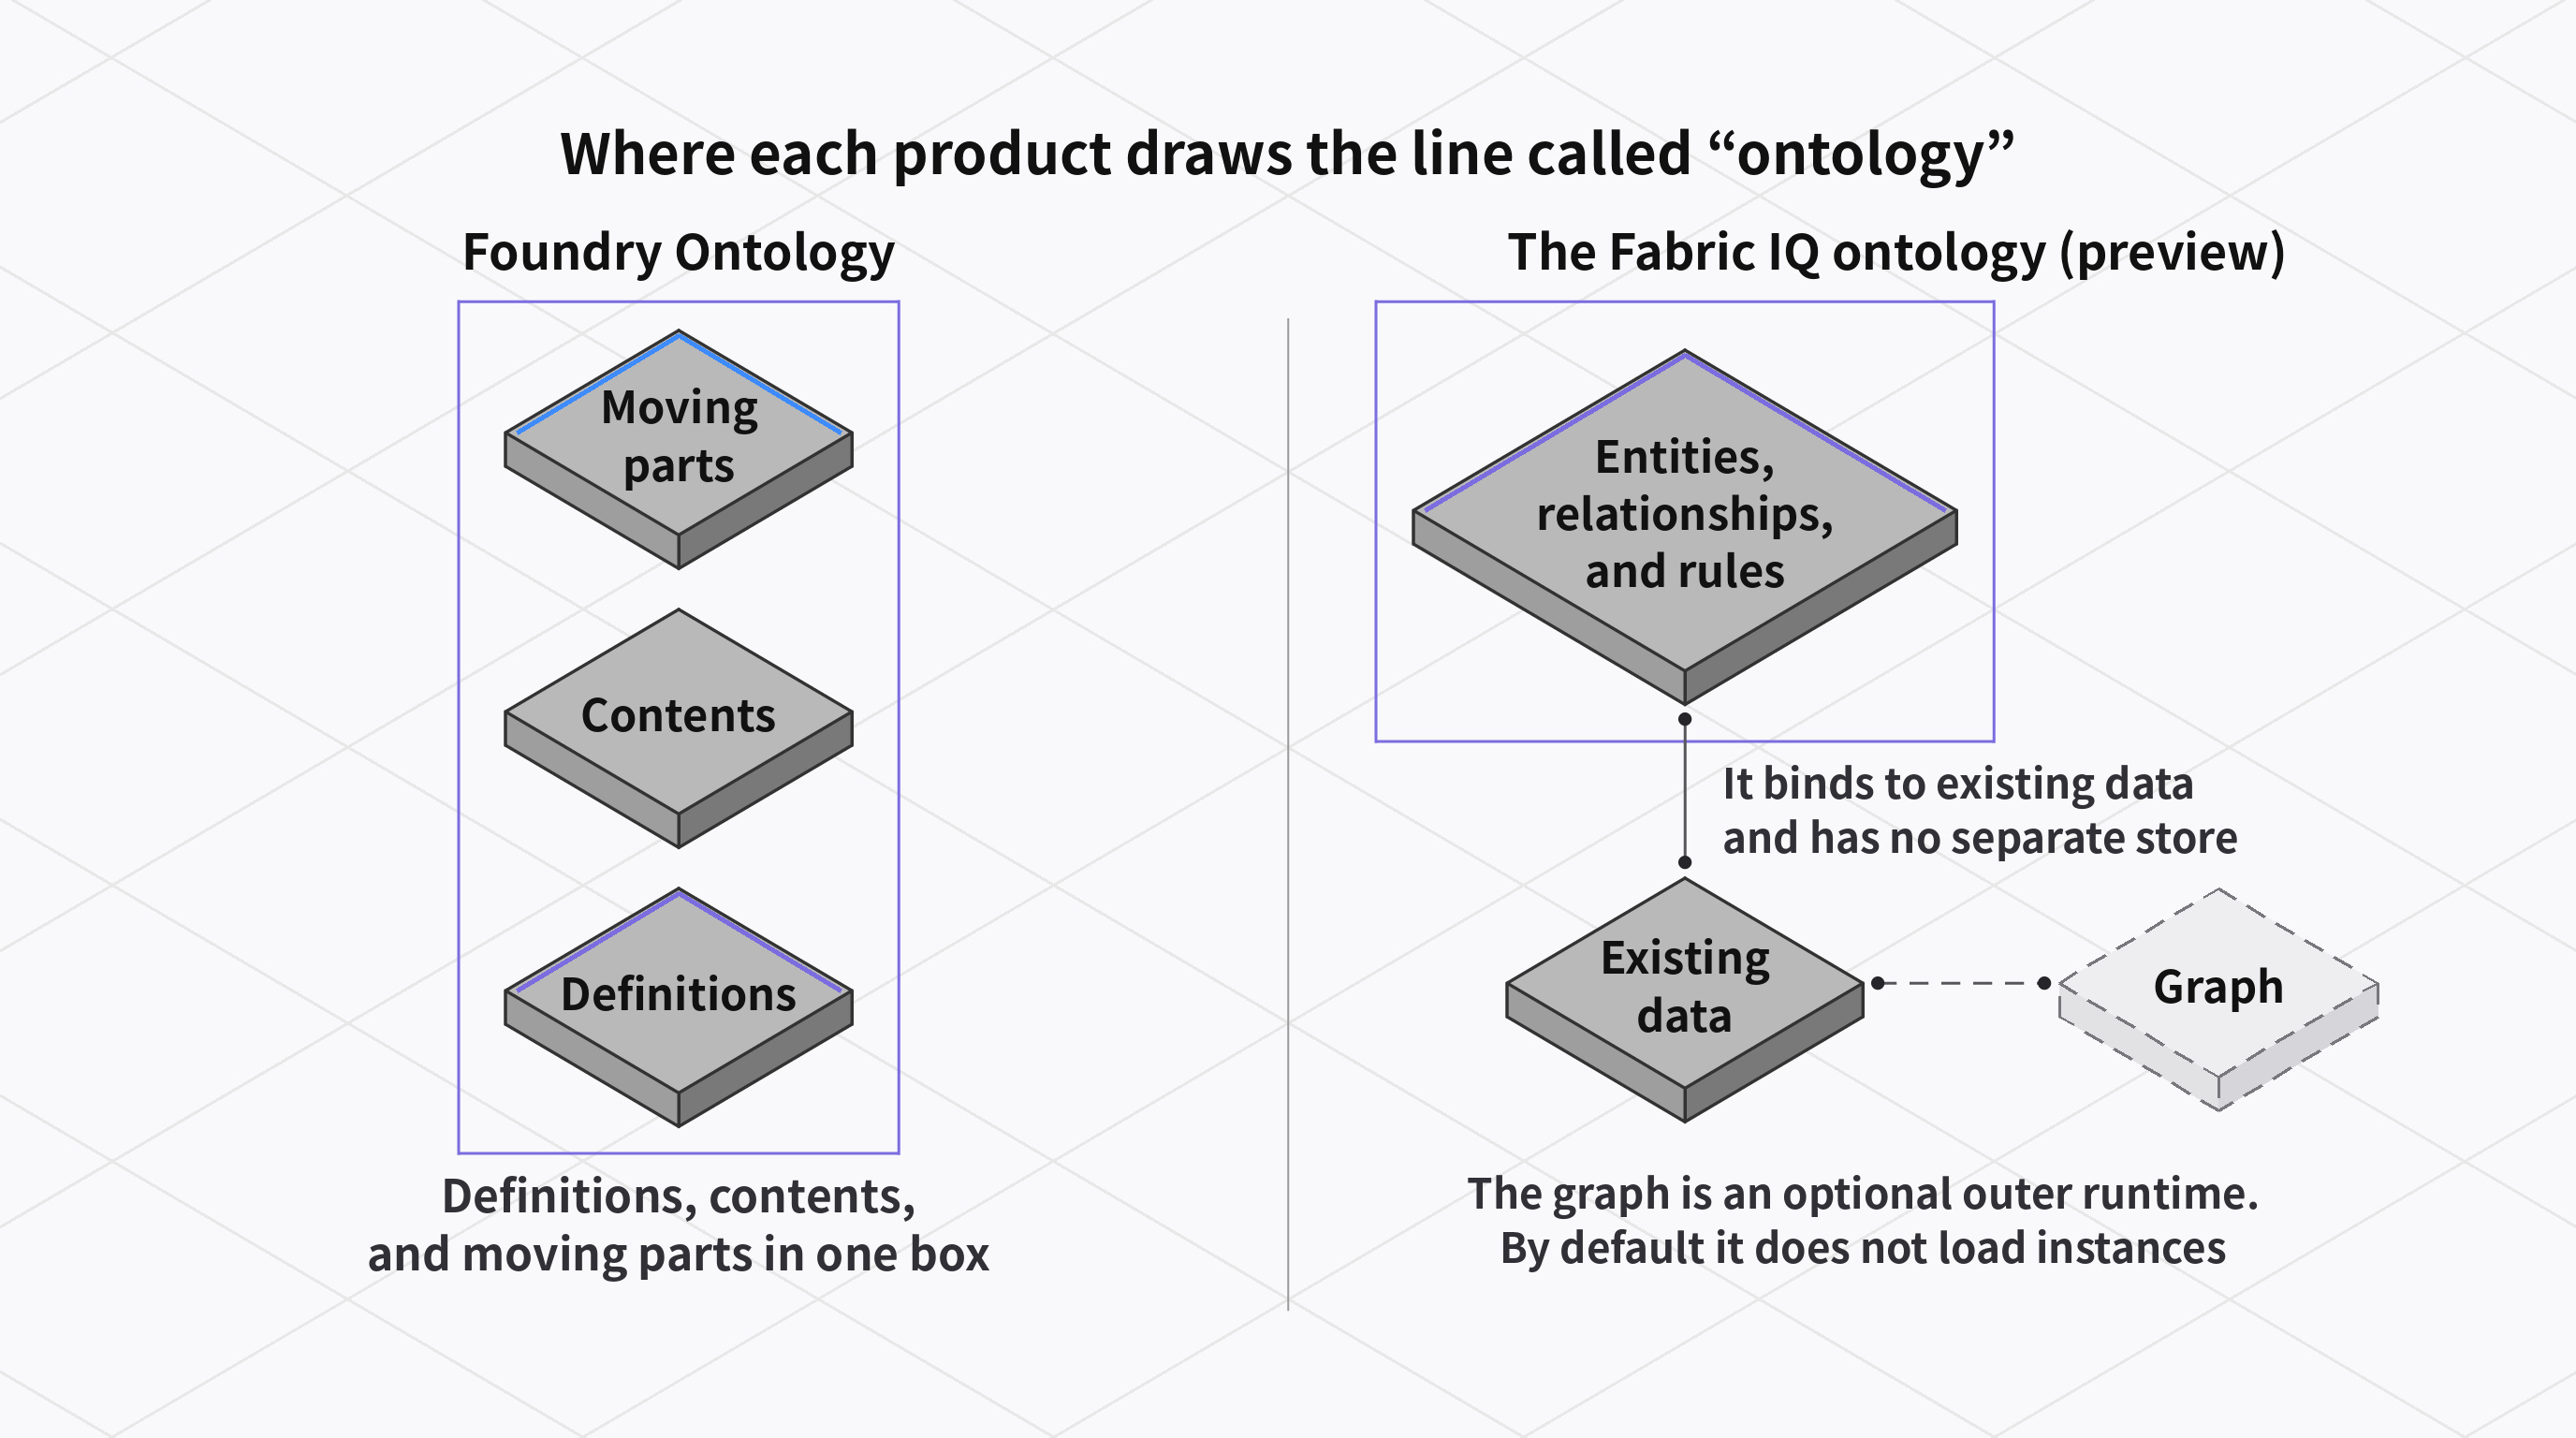 Where each product draws the line called “ontology”
Foundry Ontology
Moving
parts
Contents
Definitions
Definitions, contents,
and moving parts in one box
The Fabric IQ ontology (preview)
Entities,
relationships,
and rules
It binds to existing data
and has no separate store
Existing
data
Graph
The graph is an optional outer runtime.
By default it does not load instances